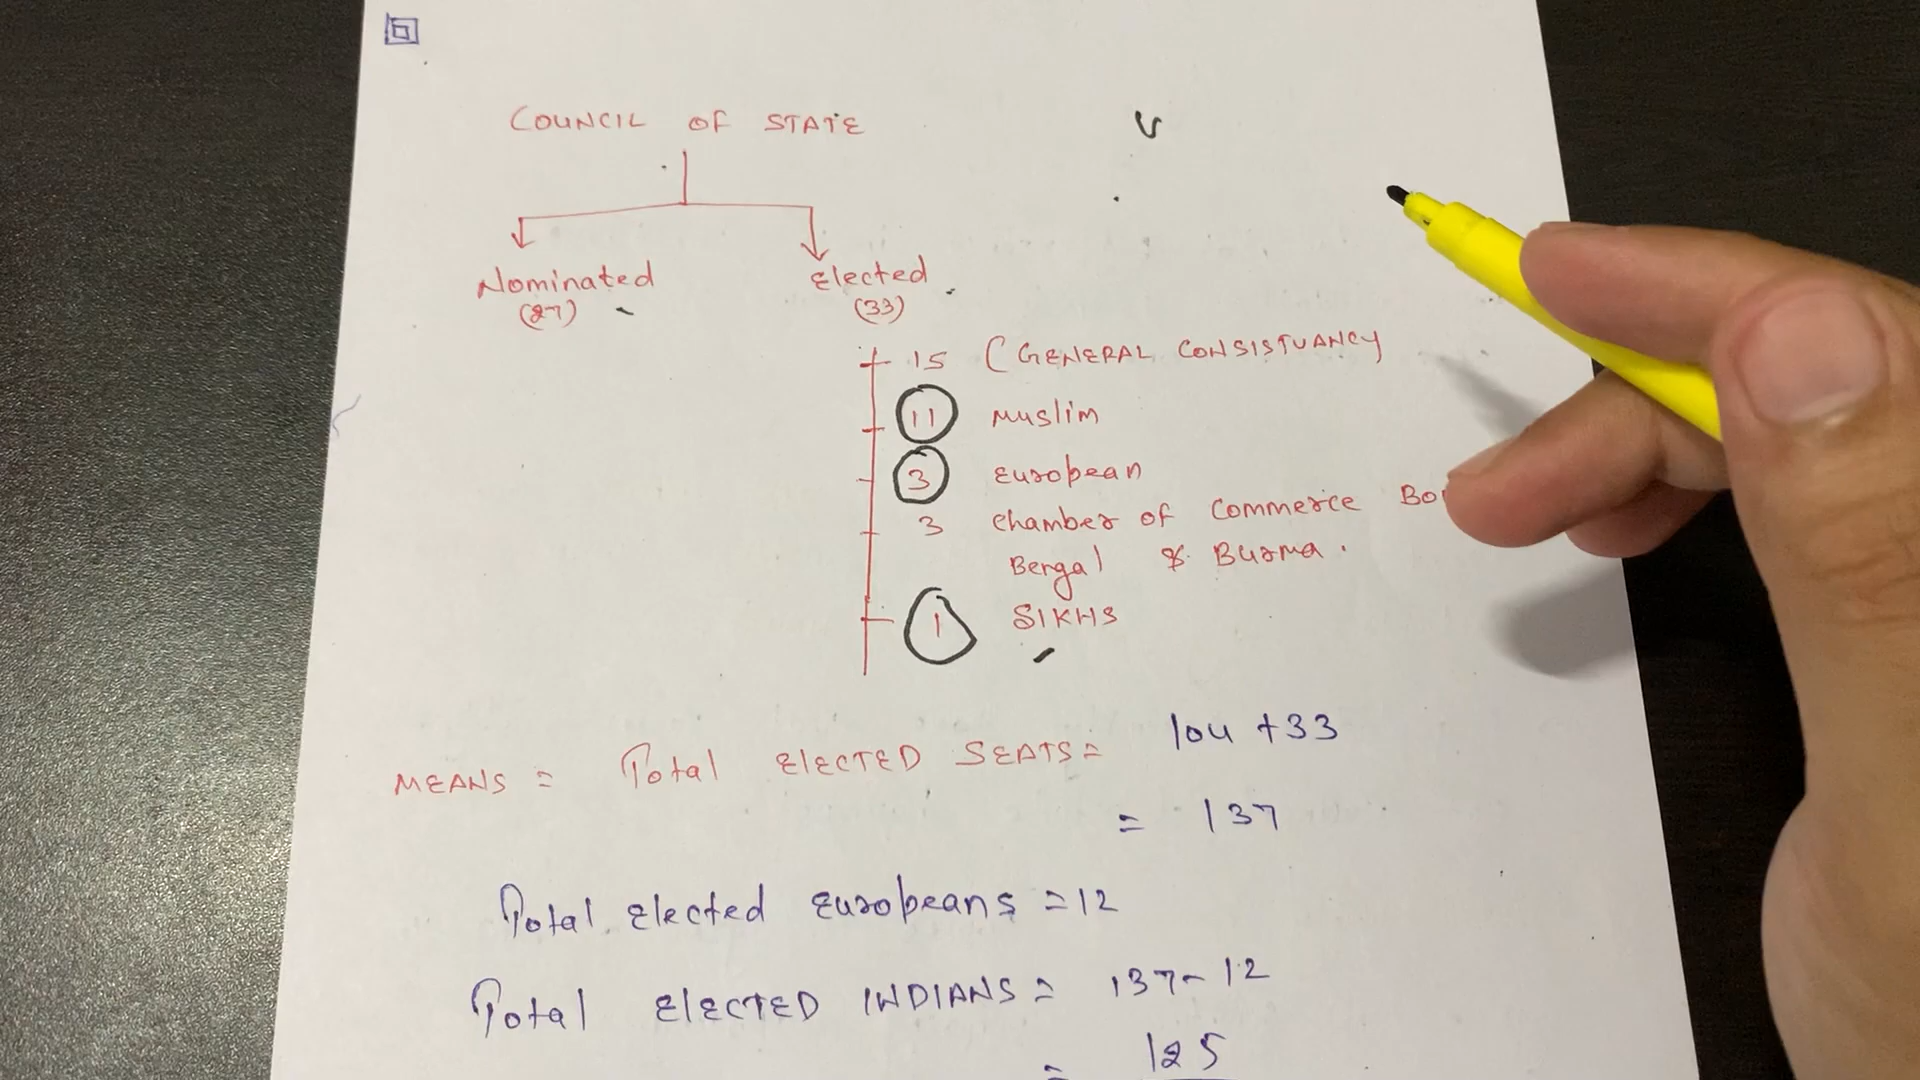 COUNCIL OF STATE
Nominated Elected
(27) (33)
15 (GENERAL CONSISTUANCY
11 Muslim
3 European
3 Chamber of Commerce
Bengal & Burma.
1 SIKHS
MEANS = Total ElECTED SEATS = 104 +33
= 137
Total Elected Europeans = 12
Total ElECTED INDIANS = 137-12
= 125